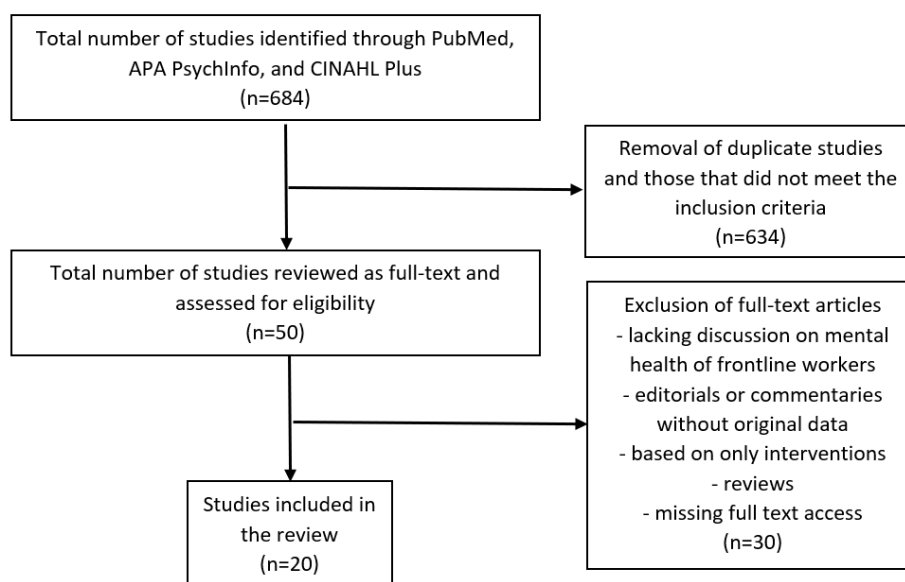 Total number of studies identified through PubMed,
APA PsychInfo, and CINAHL Plus
(n=684)
Removal of duplicate studies
and those that did not meet the
inclusion criteria
(n=634)
Total number of studies reviewed as full-text and
assessed for eligibility
(n=50)
Exclusion of full-text articles
- lacking discussion on mental
health of frontline workers
- editorials or commentaries
without original data
- based on only interventions
- reviews
- missing full text access
(n=30)
Studies included in
the review
(n=20)